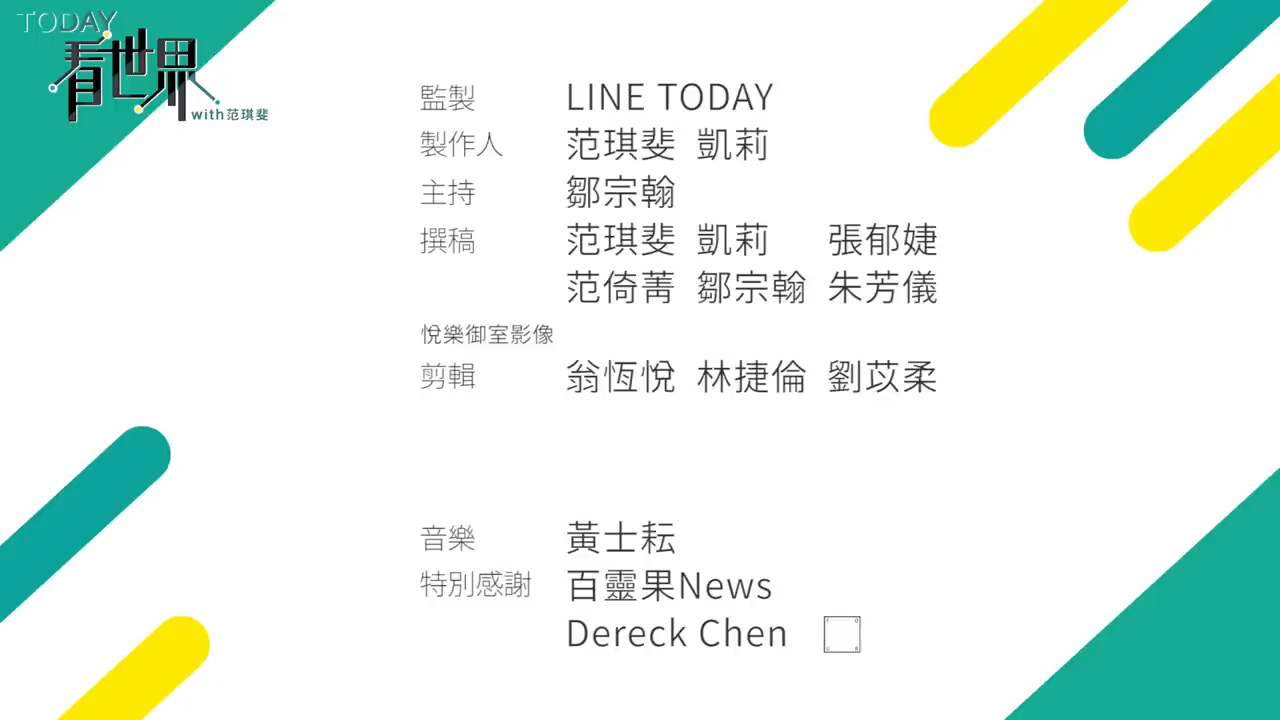 TODAY
看世界
with范琪斐
監製 LINE TODAY
製作人 范琪斐 凱莉
主持 鄒宗翰
撰稿 范琪斐 凱莉 張郁婕
范倚菁 鄒宗翰 朱芳儀
悅樂御室影像
剪輯 翁恆悅 林捷倫 劉苡柔
音樂 黃士耘
特別感謝 百靈果News
Dereck Chen